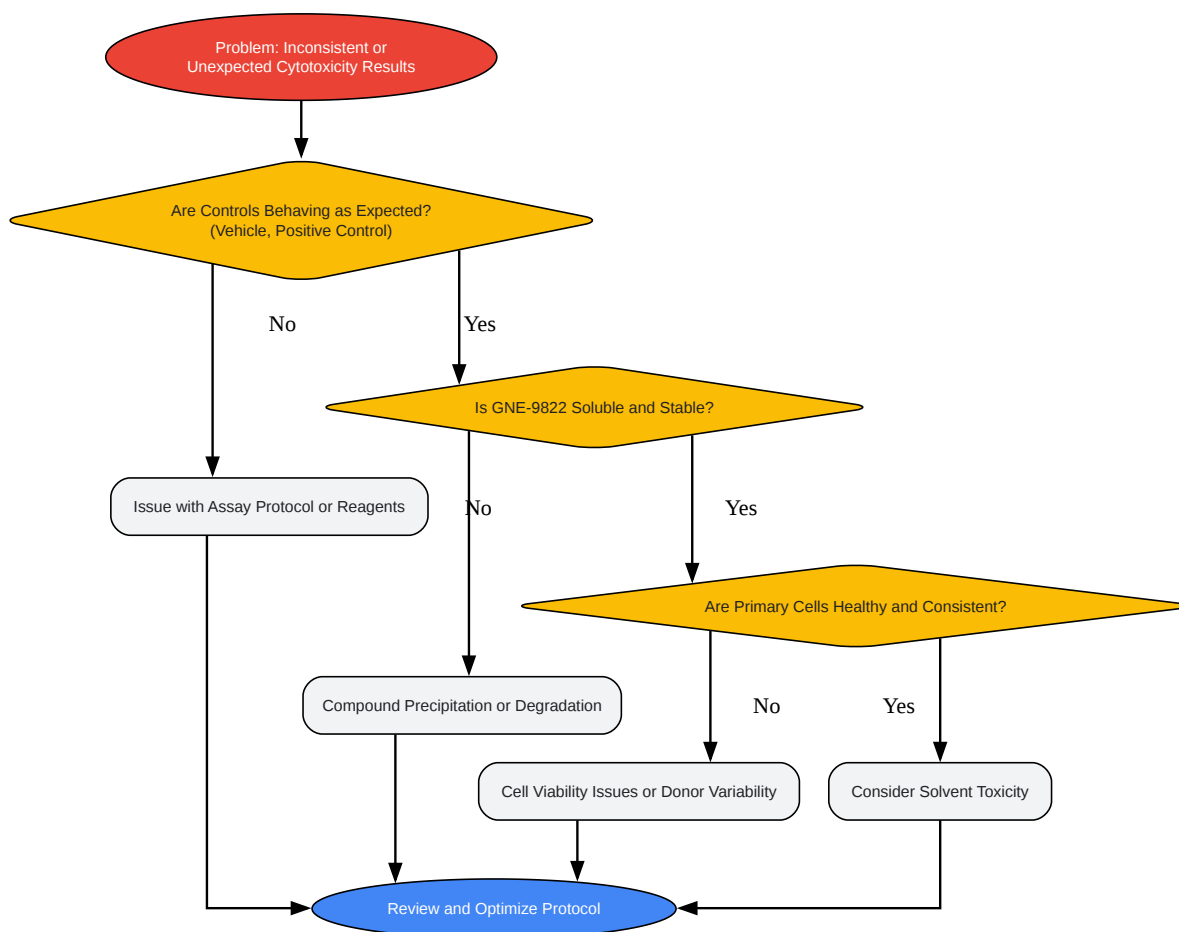 Problem: Inconsistent or
Unexpected Cytotoxicity Results
Are Controls Behaving as Expected?
(Vehicle, Positive Control)
No
Yes
Is GNE-9822 Soluble and Stable?
Issue with Assay Protocol or Reagents
No
Yes
Are Primary Cells Healthy and Consistent?
Compound Precipitation or Degradation
No
Yes
Cell Viability Issues or Donor Variability
Consider Solvent Toxicity
Review and Optimize Protocol